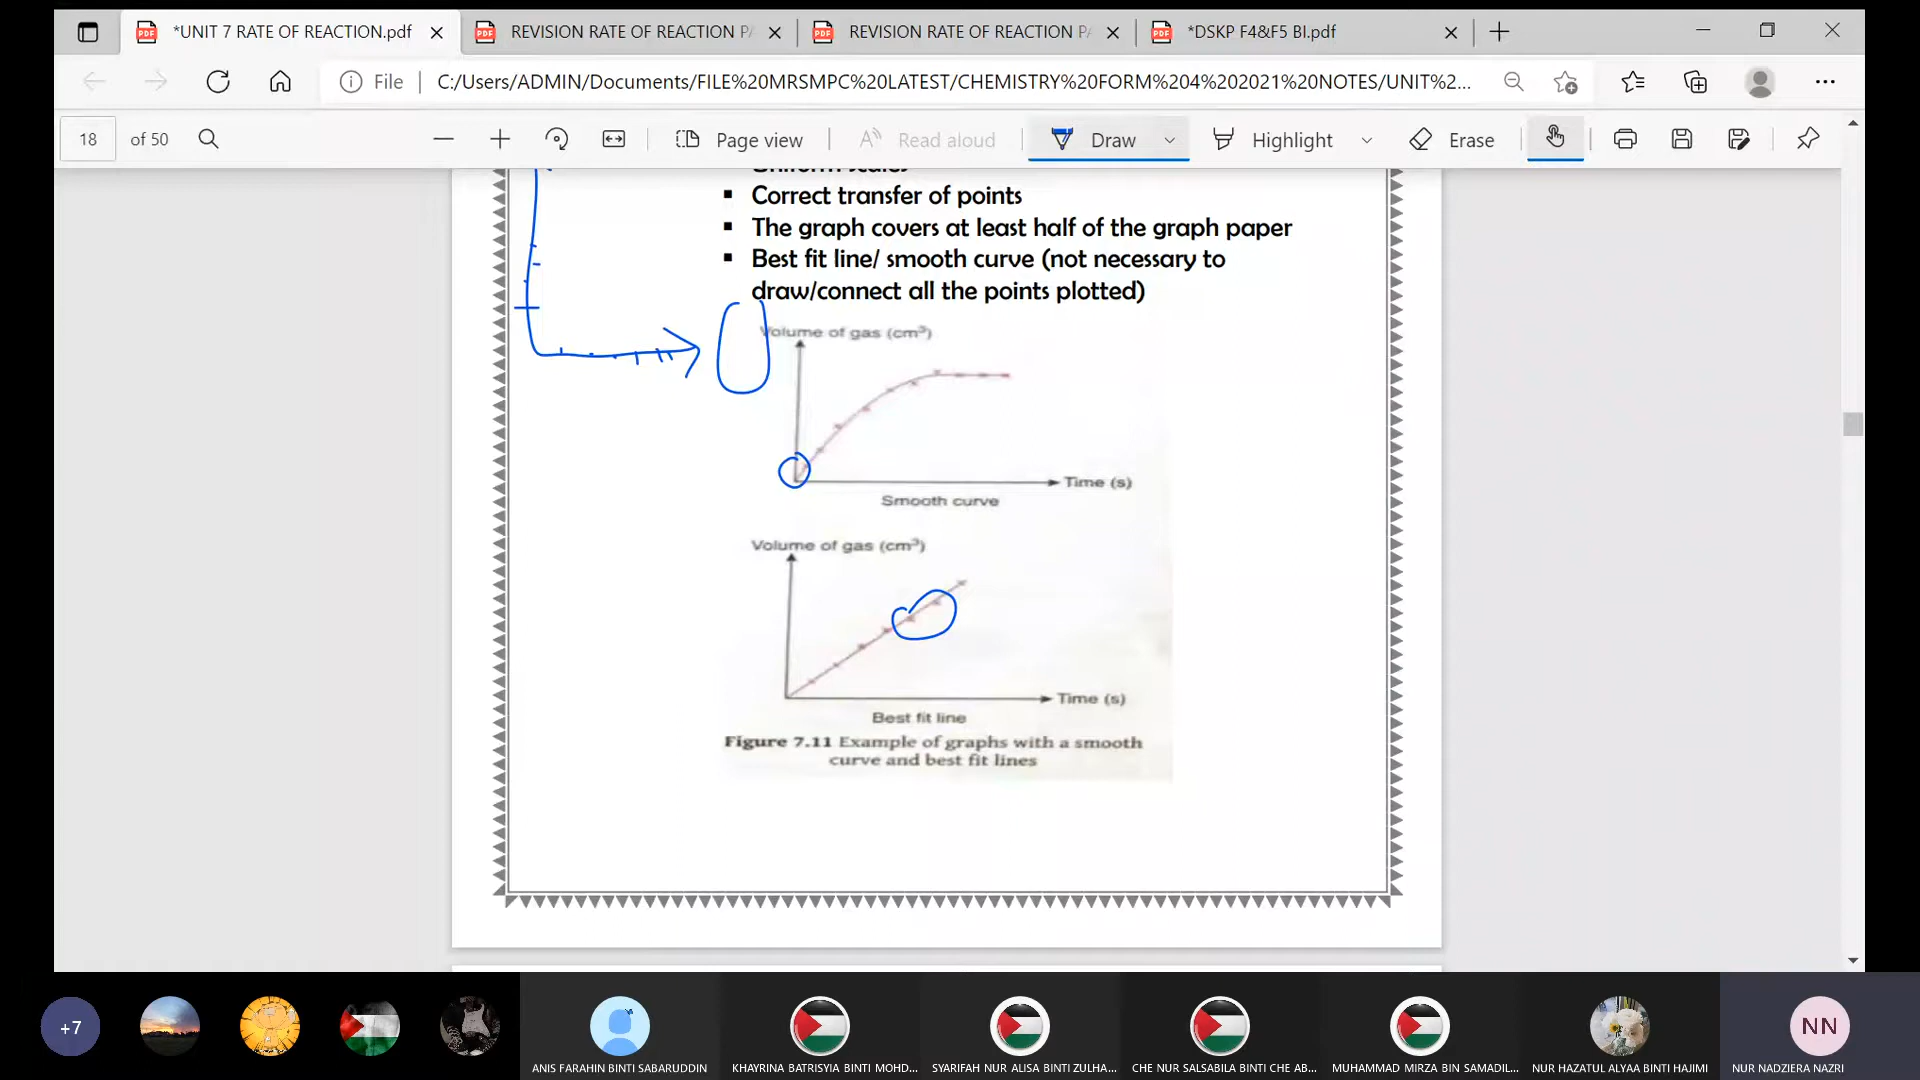 *UNIT 7 RATE OF REACTION.pdf
REVISION RATE OF REACTION PA
REVISION RATE OF REACTION PA
*DSKP F4&F5 BI.pdf
File
C:/Users/ADMIN/Documents/FILE%20MRSMPC%20LATEST/CHEMISTRY%20FORM%204%202021%20NOTES/UNIT%2...
18 of 50
Page view
Read aloud
Draw
Highlight
Erase
Uniform scales
Correct transfer of points
The graph covers at least half of the graph paper
Best fit line/ smooth curve (not necessary to
draw/connect all the points plotted)
Volume of gas (cm³)
Time (s)
Smooth curve
Volume of gas (cm³)
Time (s)
Best fit line
Figure 7.11 Example of graphs with a smooth
curve and best fit lines
+7
ANIS FARAHIN BINTI SABARUDDIN
KHAYRINA BATRISYIA BINTI MOHD...
SYARIFAH NUR ALISA BINTI ZULHA...
CHE NUR SALSABILA BINTI CHE AB...
MUHAMMAD MIRZA BIN SAMADIL...
NUR HAZATUL ALYAA BINTI HAJIMI
NN
NUR NADZIERA NAZRI